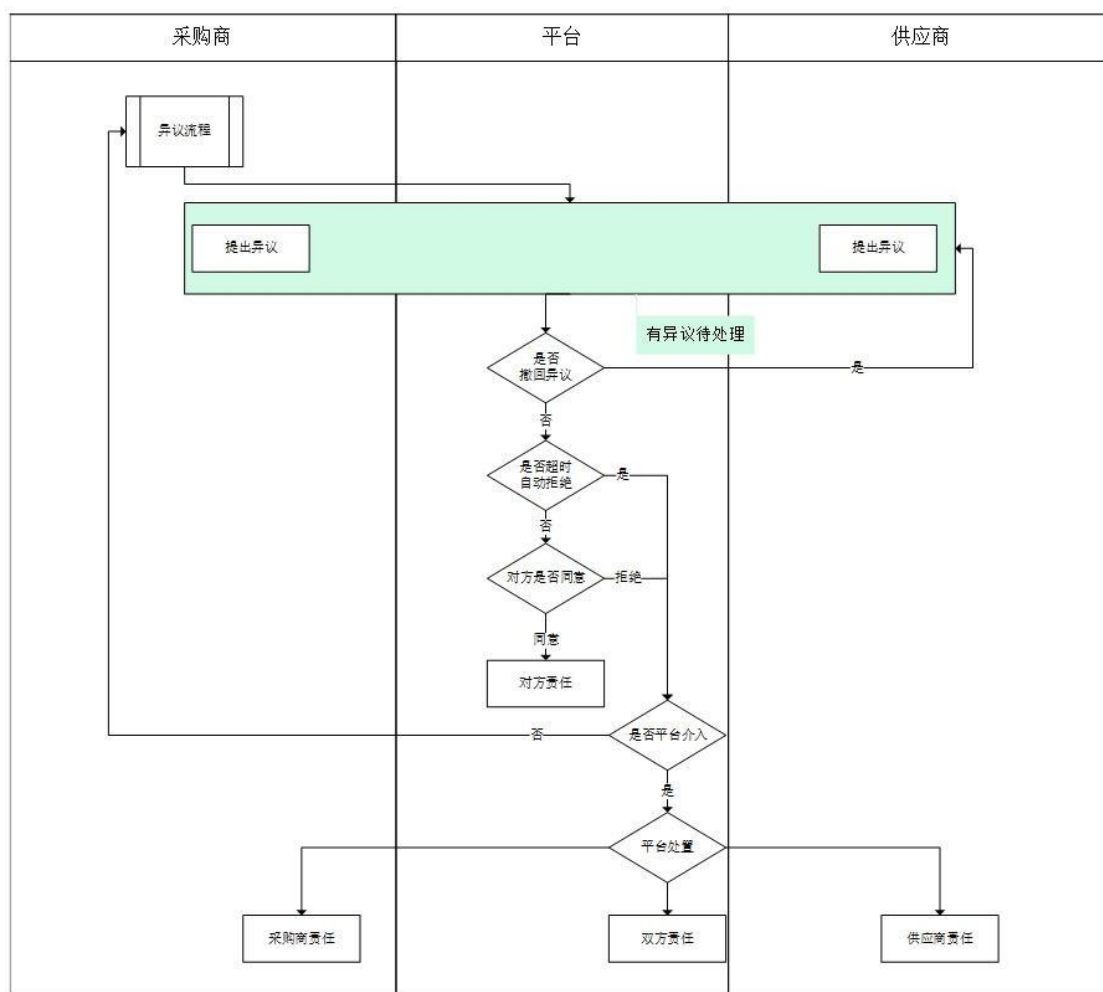 采购商
平台
供应商
异议流程
提出异议
提出异议
有异议待处理
是否
撤回异议
是
否
是否超时
自动拒绝
是
否
对方是否同意
拒绝
同意
对方责任
否
是否平台介入
是
平台处置
采购商责任
双方责任
供应商责任